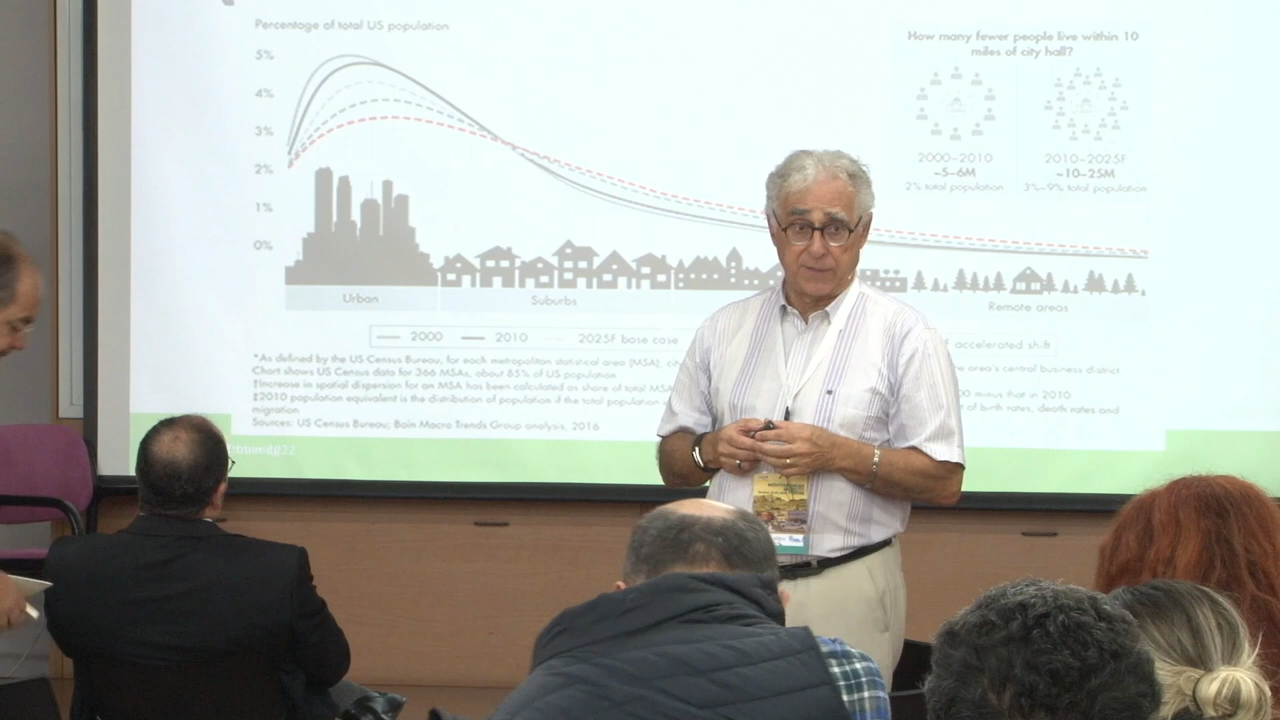 Percentage of total US population
5%
4%
3%
2%
1%
0%
How many fewer people live within 10
miles of city hall?
2000–2010
~5–6M
2% total population
2010–2025F
~10–25M
3%–9% total population
Urban
Suburbs
Remote areas
2000
2010
2025F base case
accelerated shift
*As defined by the US Census Bureau, for each metropolitan statistical area (MSA),
area's central business district
Chart shows US Census data for 366 MSAs, about 85% of US population
†Increase in spatial dispersion for an MSA has been calculated as share of total MSA
minus that in 2010
‡2010 population equivalent is the distribution of population if the total population
of birth rates, death rates and
migration
Sources: US Census Bureau; Bain Macro Trends Group analysis, 2016